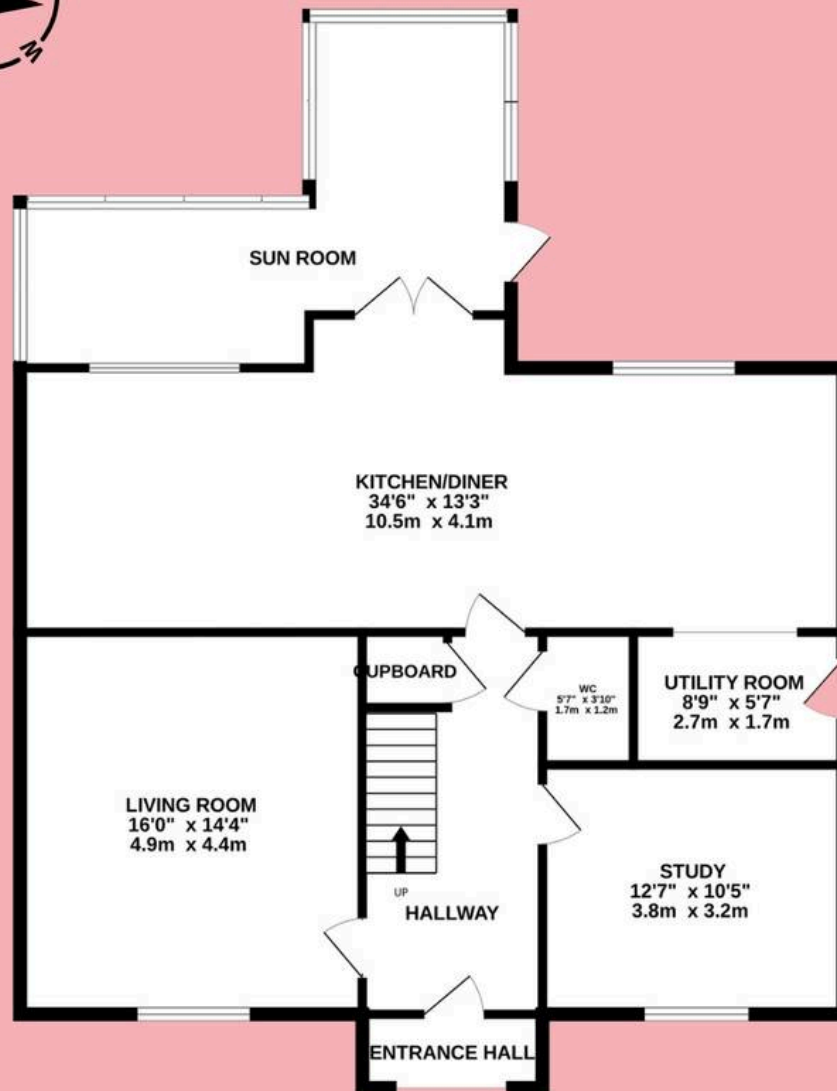 M
SUN ROOM
KITCHEN/DINER
34'6" x 13'3"
10.5m x 4.1m
CUPBOARD
WC
5'7" x 3'10"
1.7m x 1.2m
UTILITY ROOM
8'9" x 5'7"
2.7m x 1.7m
LIVING ROOM
16'0" x 14'4"
4.9m x 4.4m
STUDY
12'7" x 10'5"
3.8m x 3.2m
UP
HALLWAY
ENTRANCE HALL